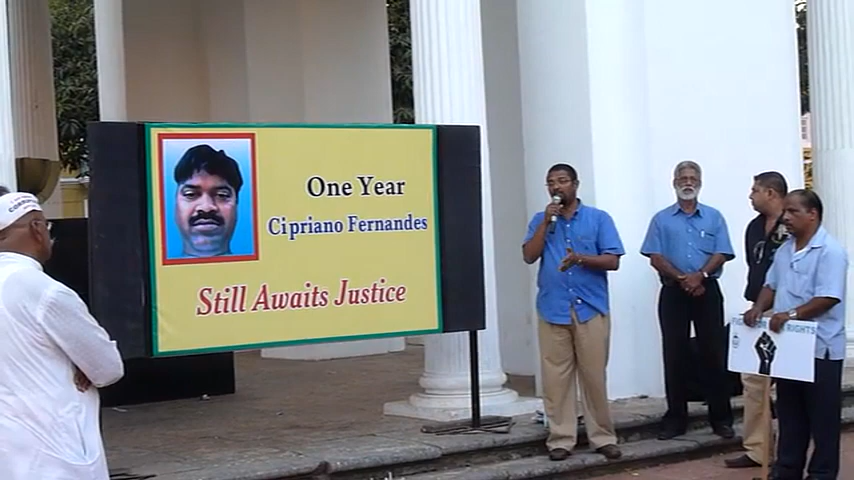 One Year
Cipriano Fernandes
Still Awaits Justice
RIGHTS